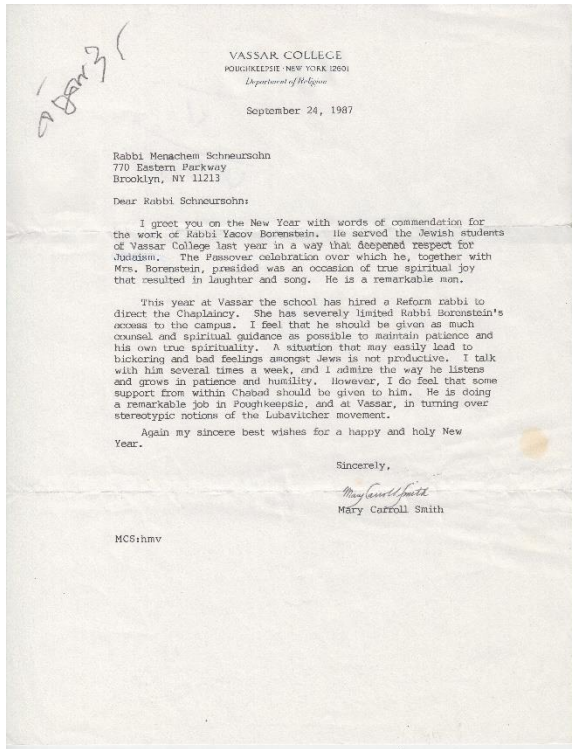 VASSAR COLLEGE
POUGHKEEPSIE · NEW YORK 12601
Department of Religion
September 24, 1987
Rabbi Menachem Schneursohn
770 Eastern Parkway
Brooklyn, NY 11213
Dear Rabbi Schneursohn:
I greet you on the New Year with words of commendation for
the work of Rabbi Yacov Borenstein. He served the Jewish students
of Vassar College last year in a way that deepened respect for
Judaism. The Passover celebration over which he, together with
Mrs. Borenstein, presided was an occasion of true spiritual joy
that resulted in laughter and song. He is a remarkable man.
This year at Vassar the school has hired a Reform rabbi to
direct the Chaplaincy. She has severely limited Rabbi Borenstein's
access to the campus. I feel that he should be given as much
counsel and spiritual guidance as possible to maintain patience and
his own true spirituality. A situation that may easily lead to
bickering and bad feelings amongst Jews is not productive. I talk
with him several times a week, and I admire the way he listens
and grows in patience and humility. However, I do feel that some
support from within Chabad should be given to him. He is doing
a remarkable job in Poughkeepsie, and at Vassar, in turning over
stereotypic notions of the Lubavitcher movement.
Again my sincere best wishes for a happy and holy New
Year.
Sincerely,
Mary Carroll Smith
Mary Carroll Smith
MCS:hmv